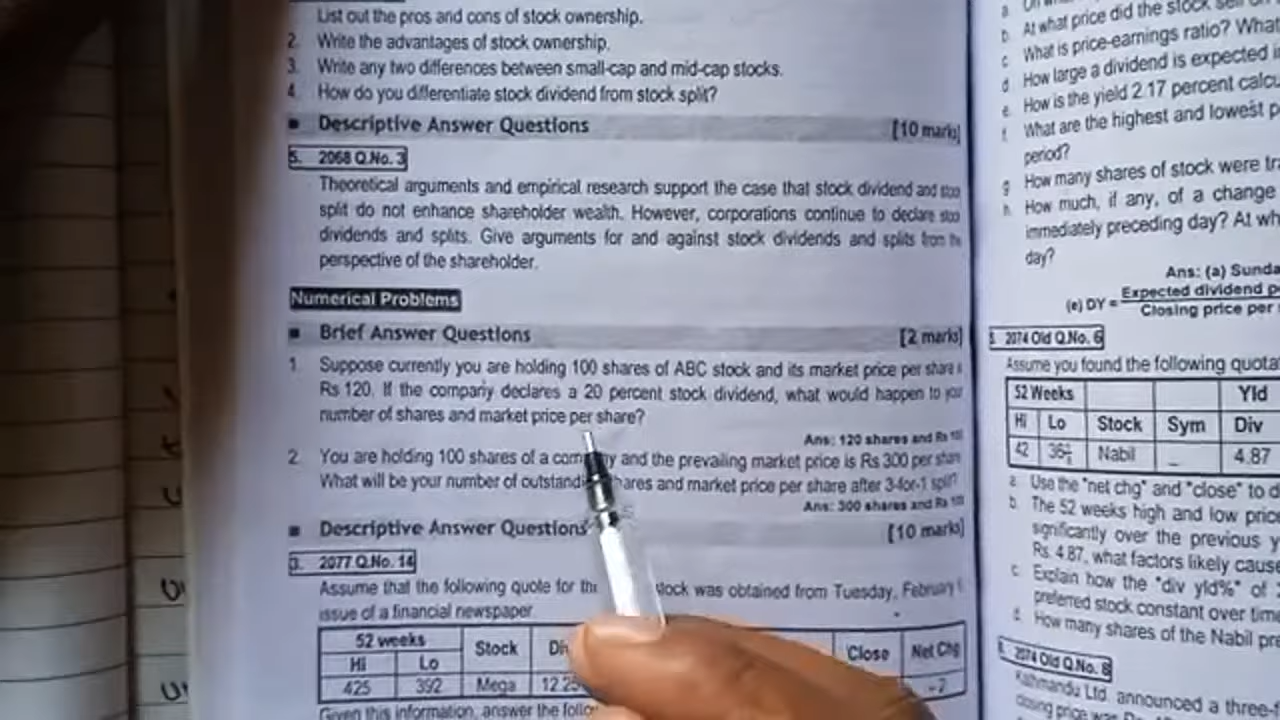 List out the pros and cons of stock ownership.
2. Write the advantages of stock ownership.
3. Write any two differences between small-cap and mid-cap stocks.
4. How do you differentiate stock dividend from stock split?
Descriptive Answer Questions [10 marks]
5. 2068 Q.No. 3
Theoretical arguments and empirical research support the case that stock dividend and
split do not enhance shareholder wealth. However, corporations continue to declare
dividends and splits. Give arguments for and against stock dividends and splits from
perspective of the shareholder.
Numerical Problems
Brief Answer Questions [2 marks]
1. Suppose currently you are holding 100 shares of ABC stock and its market price per share
Rs 120. If the company declares a 20 percent stock dividend, what would happen to
number of shares and market price per share?
Ans: 120 shares and Rs
2. You are holding 100 shares of a and the prevailing market price is Rs 300 per
What will be your number of shares and market price per share after 3-for-1 split?
Ans: 300 shares and Rs
Descriptive Answer Questions [10 marks]
2077 Q.No. 14
Assume that the following quote for stock was obtained from Tuesday, February
issue of a financial newspaper.
52 weeks Stock Close Net Chg
Hi Lo
425 392 Mega
Given this information, answer the
At what price did the stock
c. What is price-earnings ratio?
d. How large a dividend is expected
e. How is the yield 2.17 percent
f. What are the highest and lowest
period?
g. How many shares of stock were
h. How much, if any, of a change
immediately preceding day? At
day?
Ans: (a)
(e) DY = Expected dividend
Closing price per
2074 Old Q.No. 6
Assume you found the following
52 Weeks Yld
Hi Lo Stock Sym Div
42 Nabil _ 4.87
a. Use the "net chg" and "close" to
b. The 52 weeks high and low
significantly over the previous
Rs. 4.87, what factors likely
c. Explain how the "div yld%" of
preferred stock constant over
d. How many shares of the Nabil
2074 Old Q.No. 8
Kathmandu Ltd. announced a
closing price was